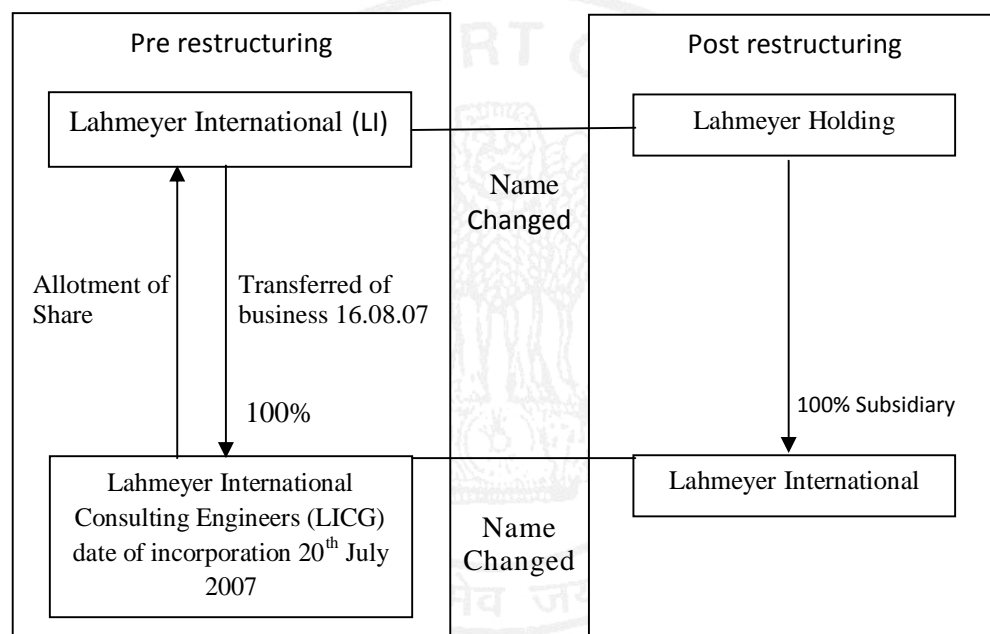 Pre restructuring
Post restructuring
Lahmeyer International (LI)
Lahmeyer Holding
Name
Changed
Allotment of
Share
Transferred of
business 16.08.07
100%
100% Subsidiary
Lahmeyer International
Consulting Engineers (LICG)
date of incorporation 20th July
2007
Lahmeyer International
Name
Changed